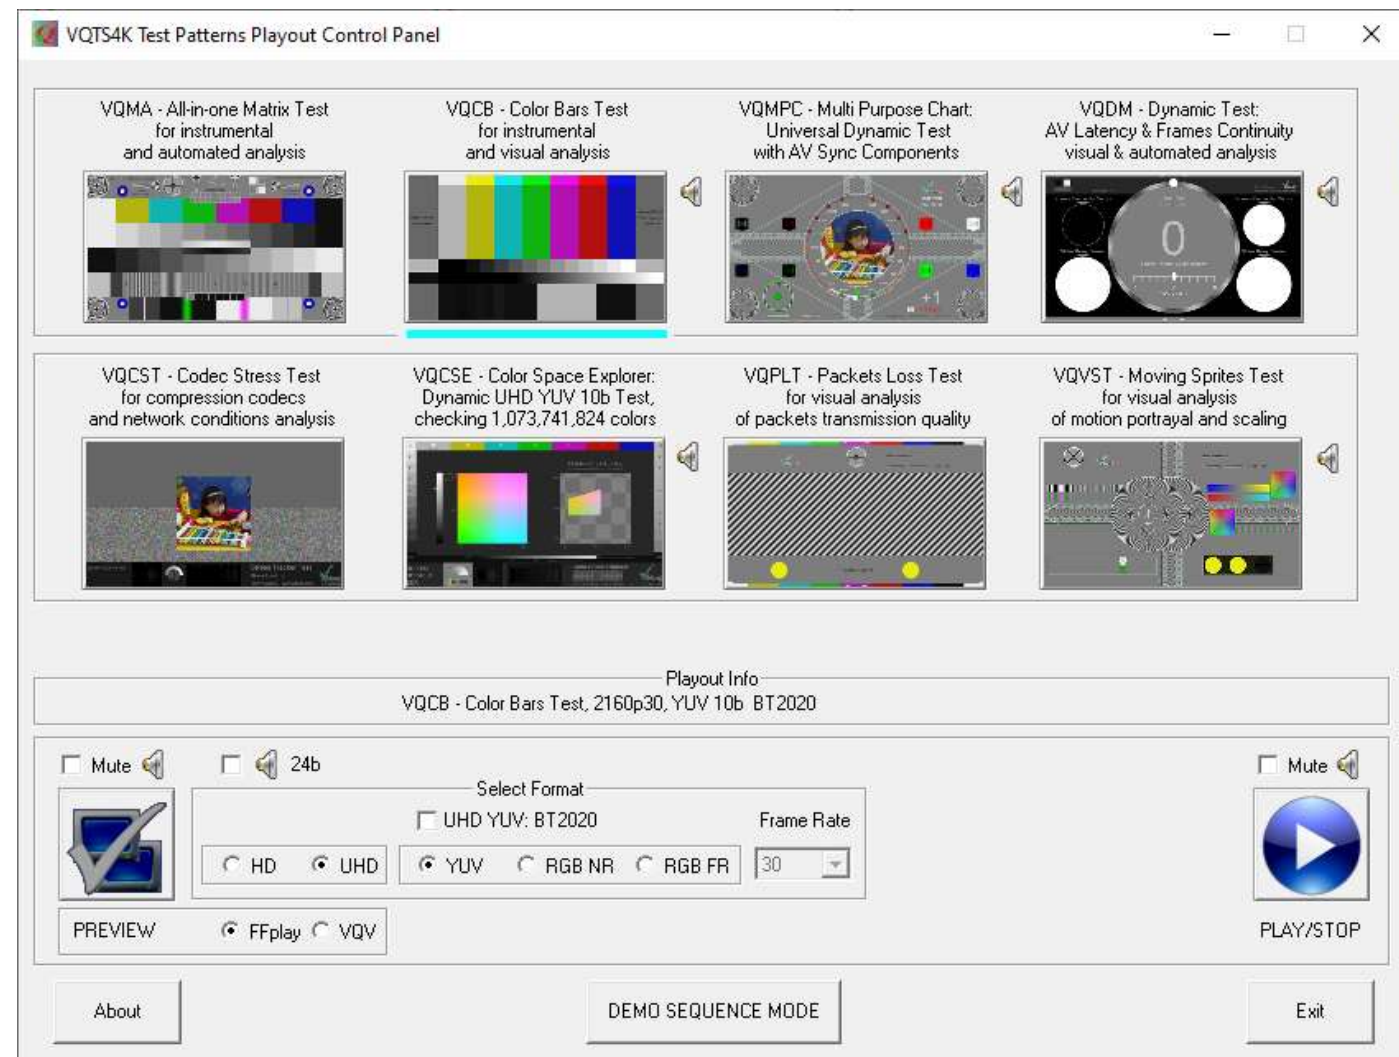 VQTS4K Test Patterns Playout Control Panel
VQMA - All-in-one Matrix Test
for instrumental
and automated analysis
VQCB - Color Bars Test
for instrumental
and visual analysis
VQMPC - Multi Purpose Chart:
Universal Dynamic Test
with AV Sync Components
VQDM - Dynamic Test:
AV Latency & Frames Continuity
visual & automated analysis
+1
0
VQCST - Codec Stress Test
for compression codecs
and network conditions analysis
VQCSE - Color Space Explorer:
Dynamic UHD YUV 10b Test,
checking 1,073,741,824 colors
VQPLT - Packets Loss Test
for visual analysis
of packets transmission quality
VQVST - Moving Sprites Test
for visual analysis
of motion portrayal and scaling
Playout Info
VQCB - Color Bars Test, 2160p30, YUV 10b BT2020
Mute
24b
Mute
Select Format
UHD YUV: BT2020
Frame Rate
HD
UHD
YUV
RGB NR
RGB FR
30
PREVIEW
FFplay
VQV
PLAY/STOP
About
DEMO SEQUENCE MODE
Exit